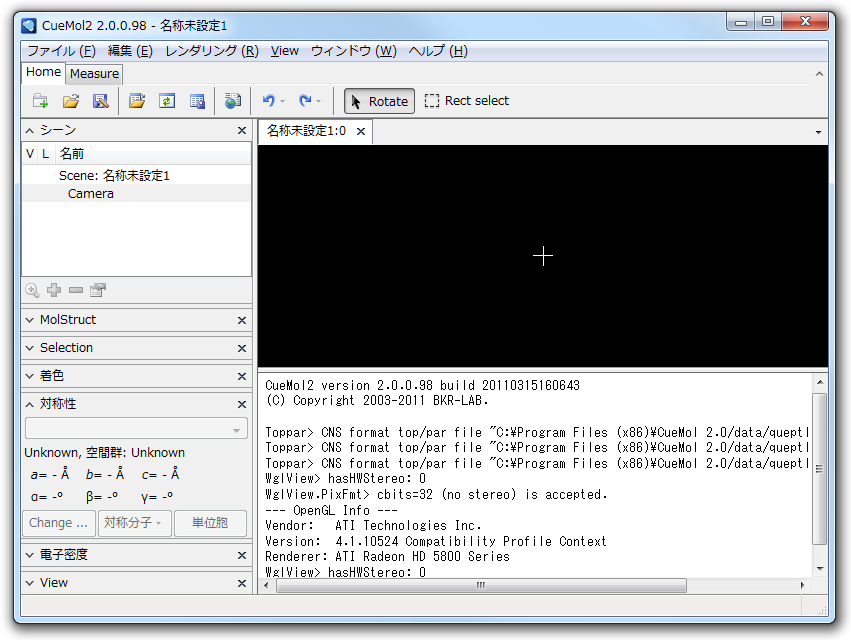 CueMol2 2.0.0.98 - 名称未設定1
ファイル (F) 編集 (E) レンダリング (R) View ウィンドウ (W) ヘルプ (H)
Home Measure
Rotate Rect select
シーン
V L 名前
Scene: 名称未設定1
Camera
MolStruct
Selection
着色
対称性
Unknown, 空間群: Unknown
a= - Å b= - Å c= - Å
α= -º β= -º γ= -º
Change ... 対称分子 単位胞
電子密度
View
名称未設定1:0
CueMol2 version 2.0.0.98 build 20110315160643
(C) Copyright 2003-2011 BKR-LAB.
Toppar> CNS format top/par file "C:¥Program Files (x86)¥CueMol 2.0/data/queptl
Toppar> CNS format top/par file "C:¥Program Files (x86)¥CueMol 2.0/data/queptl
Toppar> CNS format top/par file "C:¥Program Files (x86)¥CueMol 2.0/data/queptl
WglView> hasHWStereo: 0
WglView.PixFmt> cbits=32 (no stereo) is accepted.
--- OpenGL Info ---
Vendor: ATI Technologies Inc.
Version: 4.1.10524 Compatibility Profile Context
Renderer: ATI Radeon HD 5800 Series
WglView> hasHWStereo: 0